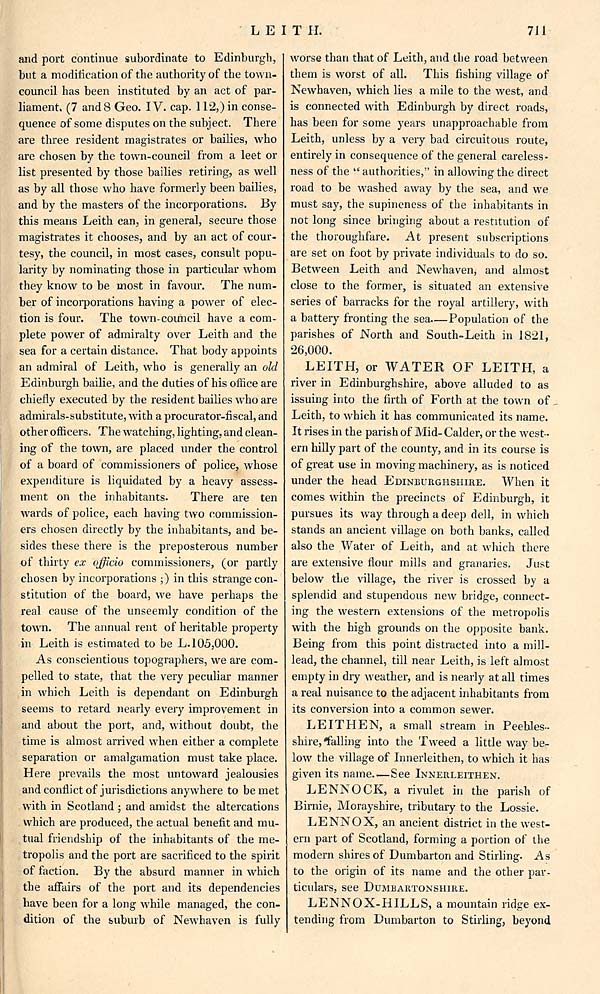 LEITH. 711
and port continue subordinate to Edinburgh,
but a modification of the authority of the town-
council has been instituted by an act of par-
liament, (7 and 8 Geo. IV. cap. 112,) in conse-
quence of some disputes on the subject. There
are three resident magistrates or bailies, who
are chosen by the town-council from a leet or
list presented by those bailies retiring, as well
as by all those who have formerly been bailies,
and by the masters of the incorporations. By
this means Leith can, in general, secure those
magistrates it chooses, and by an act of cour-
tesy, the council, in most cases, consult popu-
larity by nominating those in particular whom
they know to be most in favour. The num-
ber of incorporations having a power of elec-
tion is four. The town-council have a com-
plete power of admiralty over Leith and the
sea for a certain distance. That body appoints
an admiral of Leith, who is generally an old
Edinburgh bailie, and the duties of his office are
chiefly executed by the resident bailies who are
admirals-substitute, with a procurator-fiscal, and
other officers. The watching, lighting, and clean-
ing of the town, are placed under the control
of a board of commissioners of police, whose
expenditure is liquidated by a heavy assess-
ment on the inhabitants. There are ten
wards of police, each having two commission-
ers chosen directly by the inhabitants, and be-
sides these there is the preposterous number
of thirty ex officio commissioners, (or partly
chosen by incorporations ;) in this strange con-
stitution of the board, we have perhaps the
real cause of the unseemly condition of the
town. The annual rent of heritable property
in Leith is estimated to be L.105,000.
As conscientious topographers, we are com-
pelled to state, that the very peculiar manner
in which Leith is dependant on Edinburgh
seems to retard nearly every improvement in
and about the port, and, without doubt, the
time is almost arrived when either a complete
separation or amalgamation must take place.
Here prevails the most untoward jealousies
and conflict of jurisdictions anywhere to be met
with in Scotland ; and amidst the altercations
which are produced, the actual benefit and mu-
tual friendship of the inhabitants of the me-
tropolis and the port are sacrificed to the spirit
of faction. By the absurd manner in which
the affairs of the port and its dependencies
have been for a long while managed, the con-
dition of the suburb of Newhaven is fully
worse than that of Leith, and the road between
them is worst of all. This fishing village of
Newhaven, which lies a mile to the west, and
is connected with Edinburgh by direct roads,
has been for some years unapproachable from
Leith, unless by a very bad circuitous route,
entirely in consequence of the general careless-
ness of the "authorities," in allowing the direct
road to be washed away by the sea, and we
must say, the supineness of the inhabitants in
not long since bringing about a restitution of
the thoroughfare. At present subscriptions
are set on foot by private individuals to do so.
Between Leith and Newhaven, and almost
close to the former, is situated an extensive
series of barracks for the royal artillery, with
a battery fronting the sea.—Population of the
parishes of North and South-Leith in 1821,
26,000.
LEITH, or WATER OF LEITH, a
river in Edinburghshire, above alluded to as
issuing into the firth of Forth at the town of
Leith, to which it has communicated its name.
It rises in the parish of Mid-Calder, or the west-
ern hilly part of the county, and in its course is
of great use in moving machinery, as is noticed
under the head EDINBURGHSHIRE. When it
comes within the precincts of Edinburgh, it
pursues its way through a deep dell, in which
stands an ancient village on both banks, called
also the Water of Leith, and at which there
are extensive flour mills and granaries. Just
below the village, the river is crossed by a
splendid and stupendous new bridge, connect-
ing the western extensions of the metropolis
with the high grounds on the opposite bank.
Being from this point distracted into a mill-
lead, the channel, till near Leith, is left almost
empty in dry weather, and is nearly at all times
a real nuisance to the adjacent inhabitants from
its conversion into a common sewer.
LEITHEN, a small stream in Peebles-
shire, falling into the Tweed a little way be-
low the village of Innerleithen, to which it has
given its name.—See INNERLEITHEN.
LENNOCK, a rivulet in the parish of
Birnie, Morayshire, tributary to the Lossie.
LENNOX, an ancient district in the west-
ern part of Scotland, forming a portion of the
modern shires of Dumbarton and Stirling. As
to the origin of its name and the other par-
ticulars, see DUMBARTONSHIRE.
LENNOX-HILLS, a mountain ridge ex-
tending from Dumbarton to Stirling, beyond